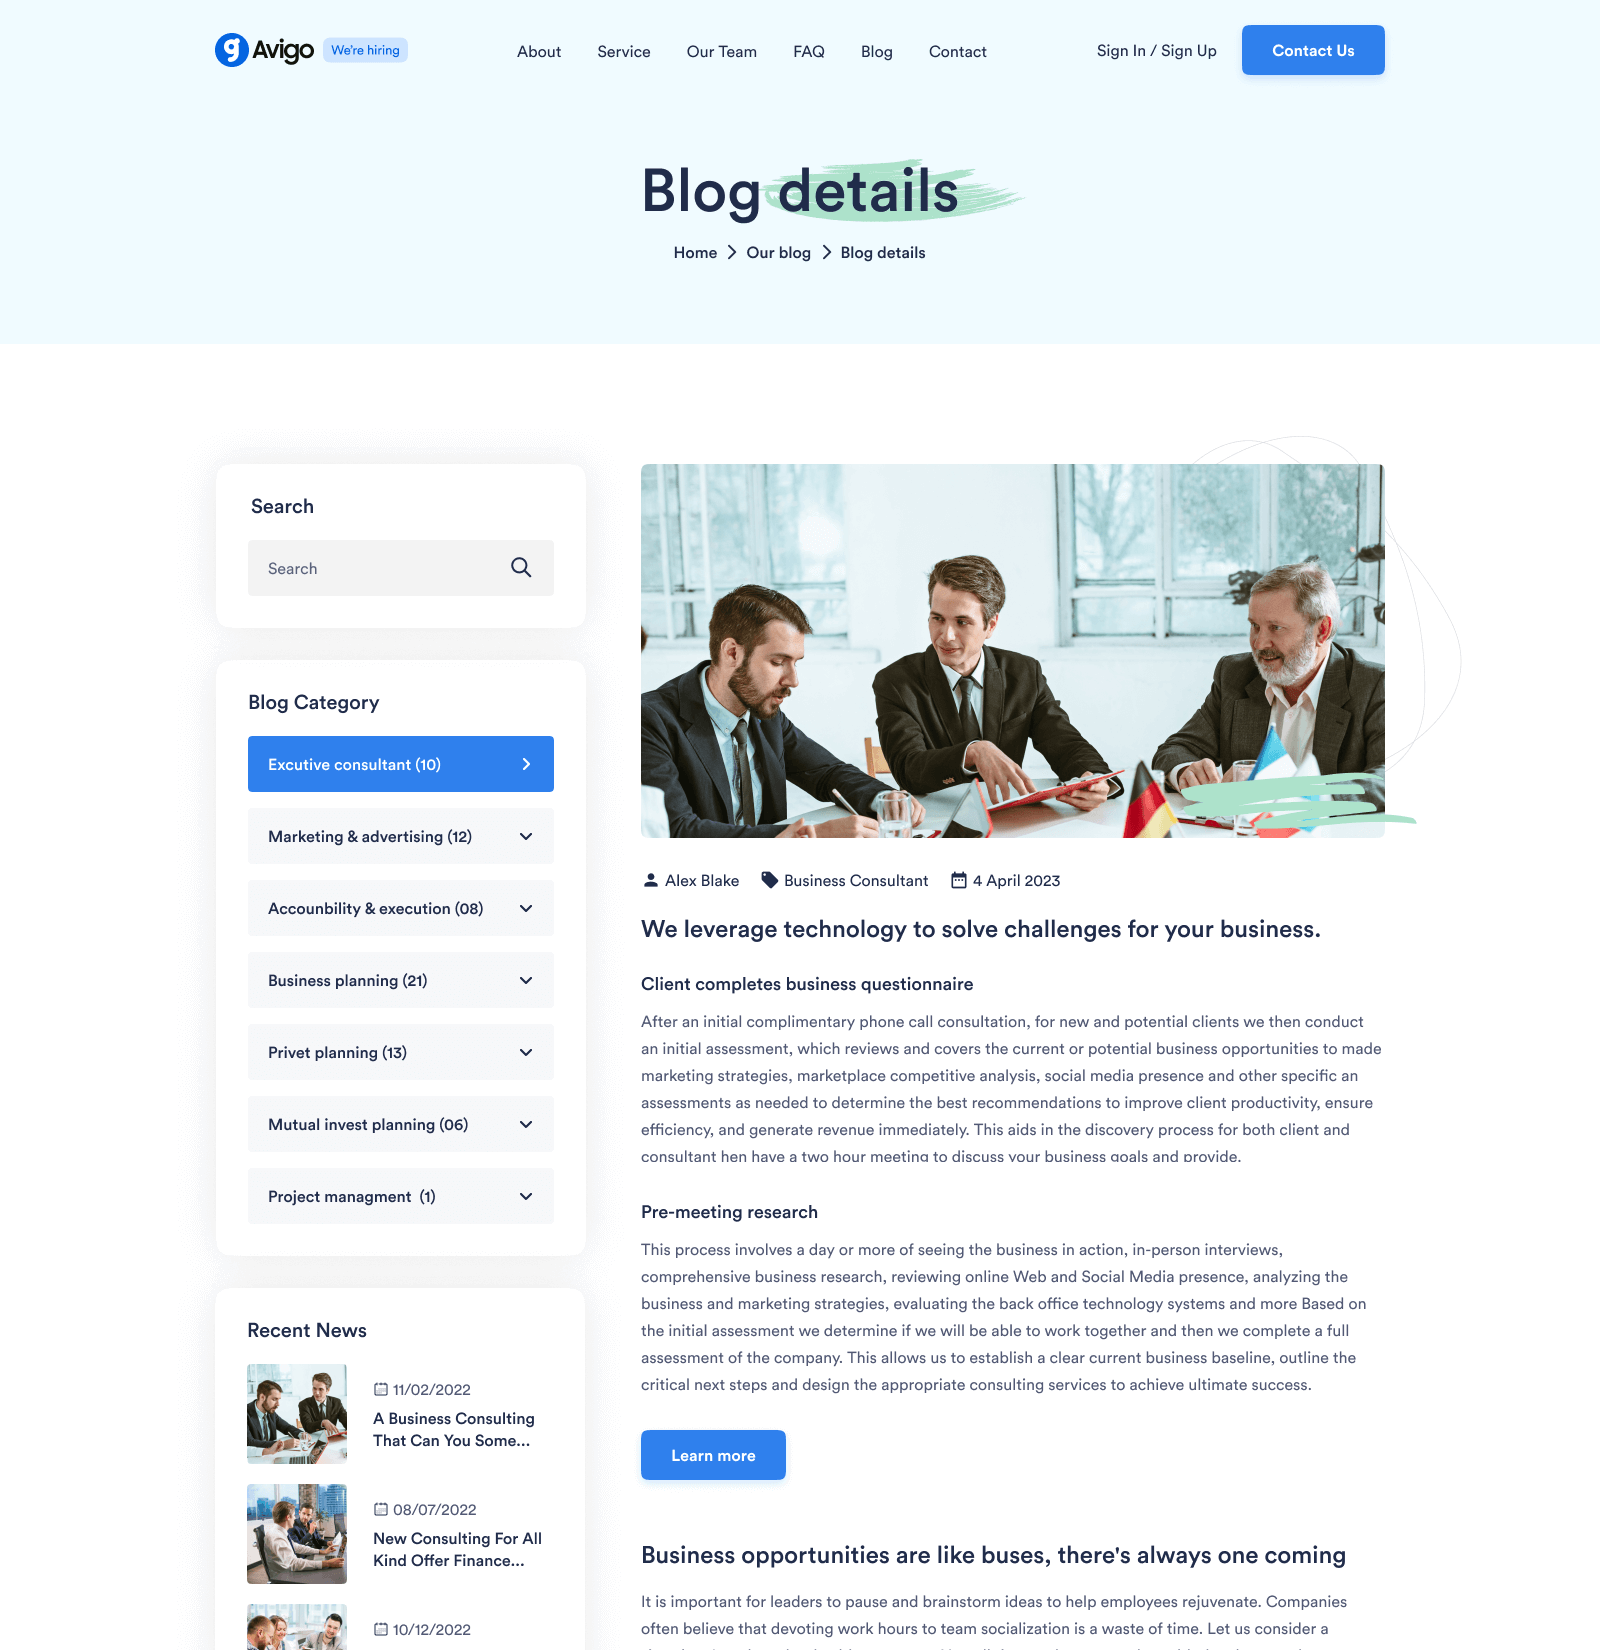 Avigo
We're hiring
About
Service
Our Team
FAQ
Blog
Contact
Sign In / Sign Up
Contact Us
Blog details
Home
Our blog
Blog details
Search
Search
Blog Category
Excutive consultant (10)
Marketing & advertising (12)
Accounbility & execution (08)
Business planning (21)
Privet planning (13)
Mutual invest planning (06)
Project managment (1)
Recent News
11/02/2022
A Business Consulting
That Can You Some...
08/07/2022
New Consulting For All
Kind Offer Finance...
10/12/2022
Alex Blake
Business Consultant
4 April 2023
We leverage technology to solve challenges for your business.
Client completes business questionnaire
After an initial complimentary phone call consultation, for new and potential clients we then conduct
an initial assessment, which reviews and covers the current or potential business opportunities to made
marketing strategies, marketplace competitive analysis, social media presence and other specific an
assessments as needed to determine the best recommendations to improve client productivity, ensure
efficiency, and generate revenue immediately. This aids in the discovery process for both client and
consultant hen have a two hour meeting to discuss your business goals and provide.
Pre-meeting research
This process involves a day or more of seeing the business in action, in-person interviews,
comprehensive business research, reviewing online Web and Social Media presence, analyzing the
business and marketing strategies, evaluating the back office technology systems and more Based on
the initial assessment we determine if we will be able to work together and then we complete a full
assessment of the company. This allows us to establish a clear current business baseline, outline the
critical next steps and design the appropriate consulting services to achieve ultimate success.
Learn more
Business opportunities are like buses, there's always one coming
It is important for leaders to pause and brainstorm ideas to help employees rejuvenate. Companies
often believe that devoting work hours to team socialization is a waste of time. Let us consider a